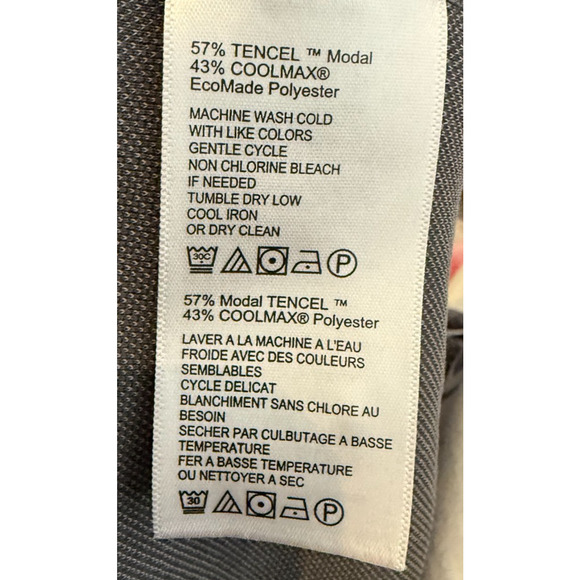 57% TENCEL ™ Modal
43% COOLMAX®
EcoMade Polyester
MACHINE WASH COLD
WITH LIKE COLORS
GENTLE CYCLE
NON CHLORINE BLEACH
IF NEEDED
TUMBLE DRY LOW
COOL IRON
OR DRY CLEAN
30C P
57% Modal TENCEL ™
43% COOLMAX® Polyester
LAVER A LA MACHINE A L'EAU
FROIDE AVEC DES COULEURS
SEMBLABLES
CYCLE DELICAT
BLANCHIMENT SANS CHLORE AU
BESOIN
SECHER PAR CULBUTAGE A BASSE
TEMPERATURE
FER A BASSE TEMPERATURE
OU NETTOYER A SEC
30 P